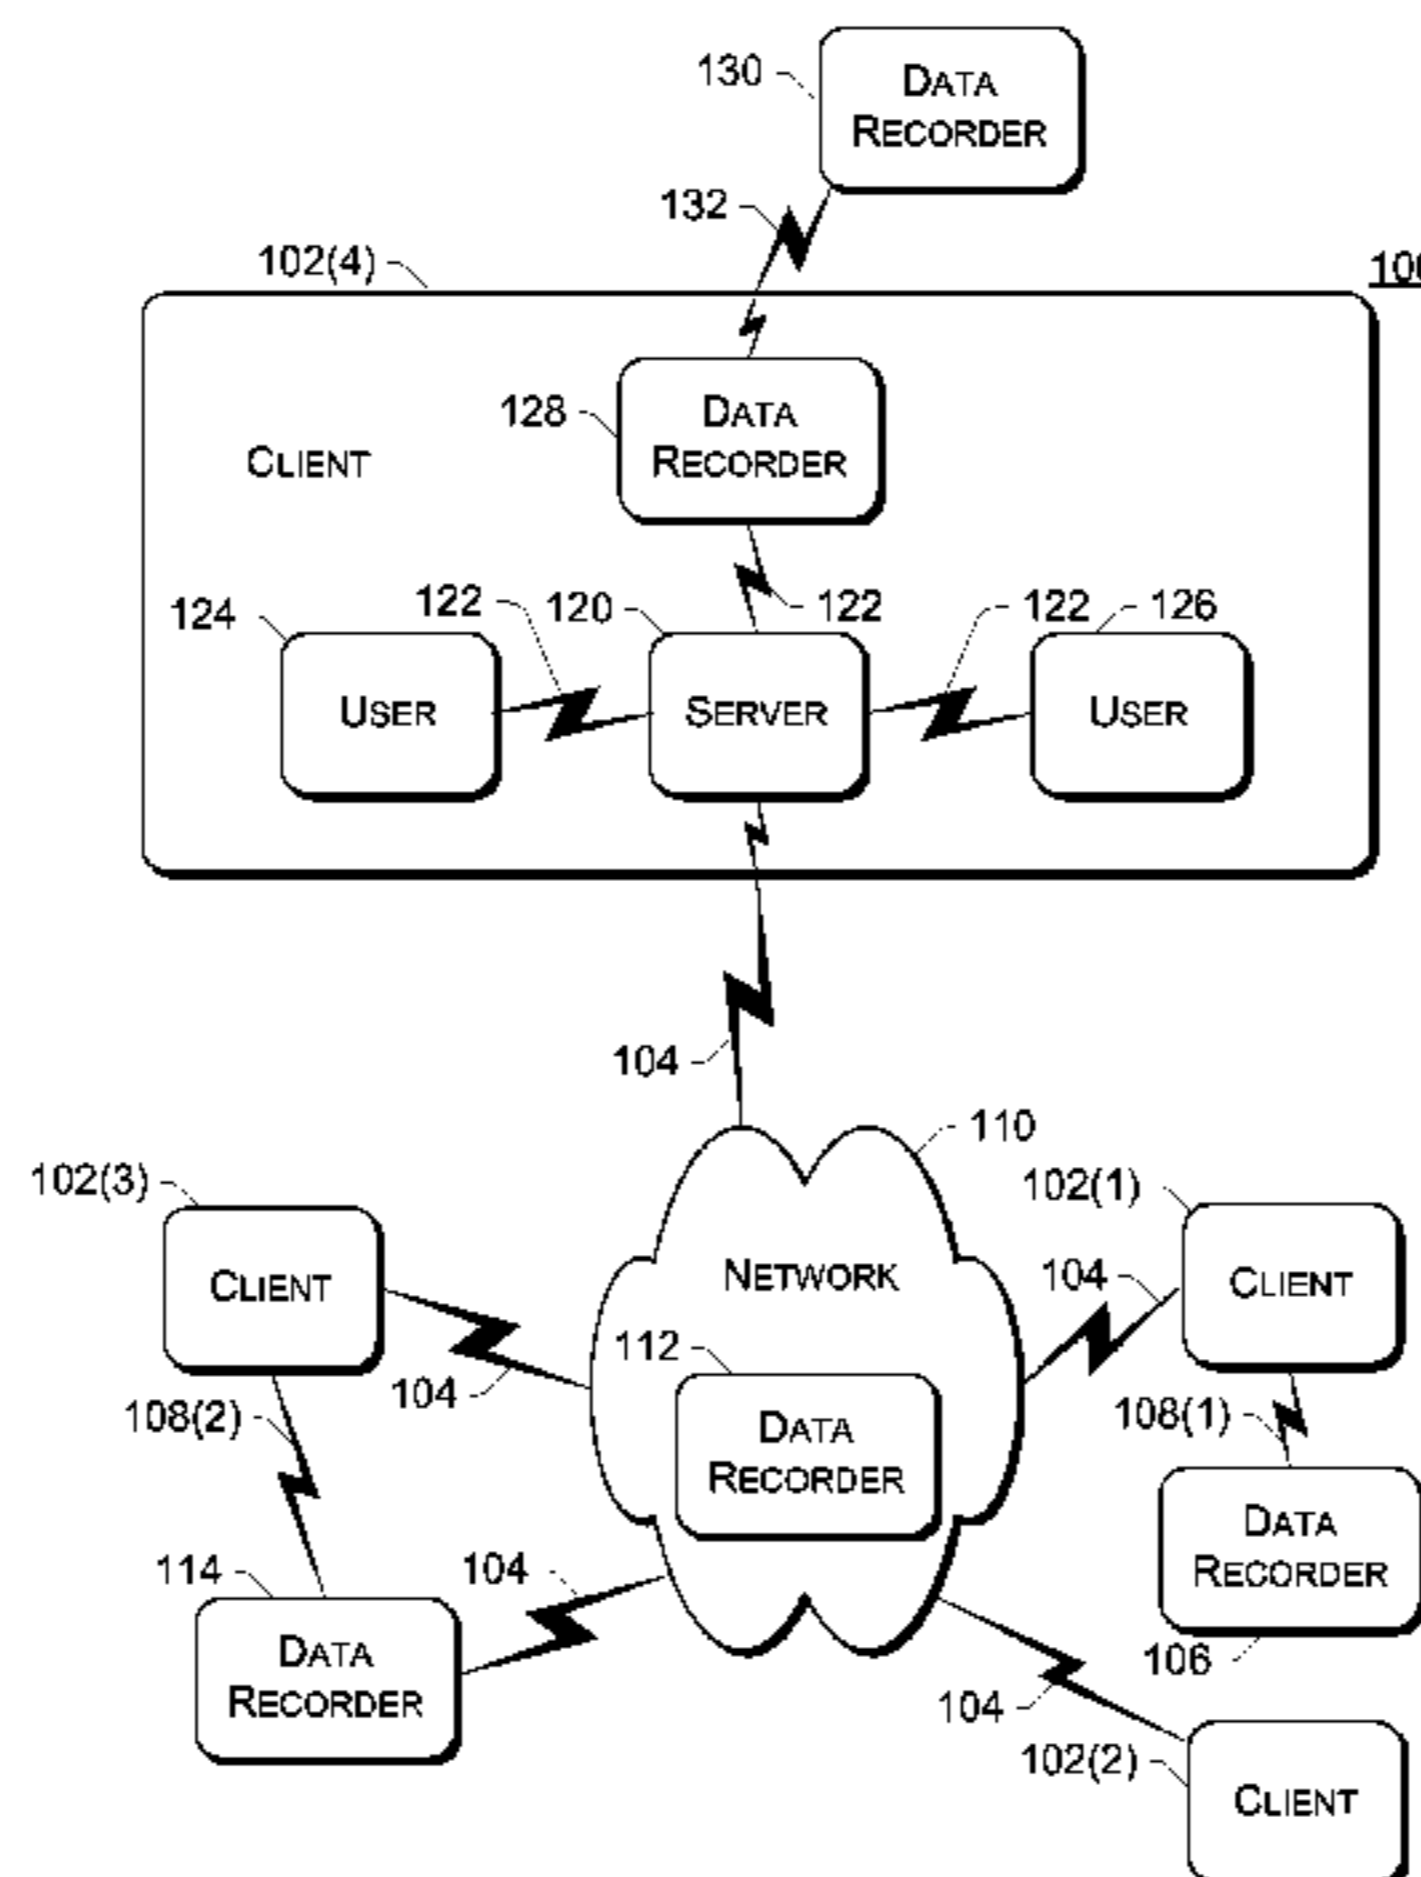 130
DATA
RECORDER
132
102(4)
128
DATA
RECORDER
CLIENT
124
122
120
122
122
126
USER
SERVER
USER
104
110
102(3)
102(1)
CLIENT
NETWORK
104
CLIENT
112
104
108(2)
108(1)
DATA
RECORDER
DATA
RECORDER
114
104
106
DATA
RECORDER
104
102(2)
CLIENT